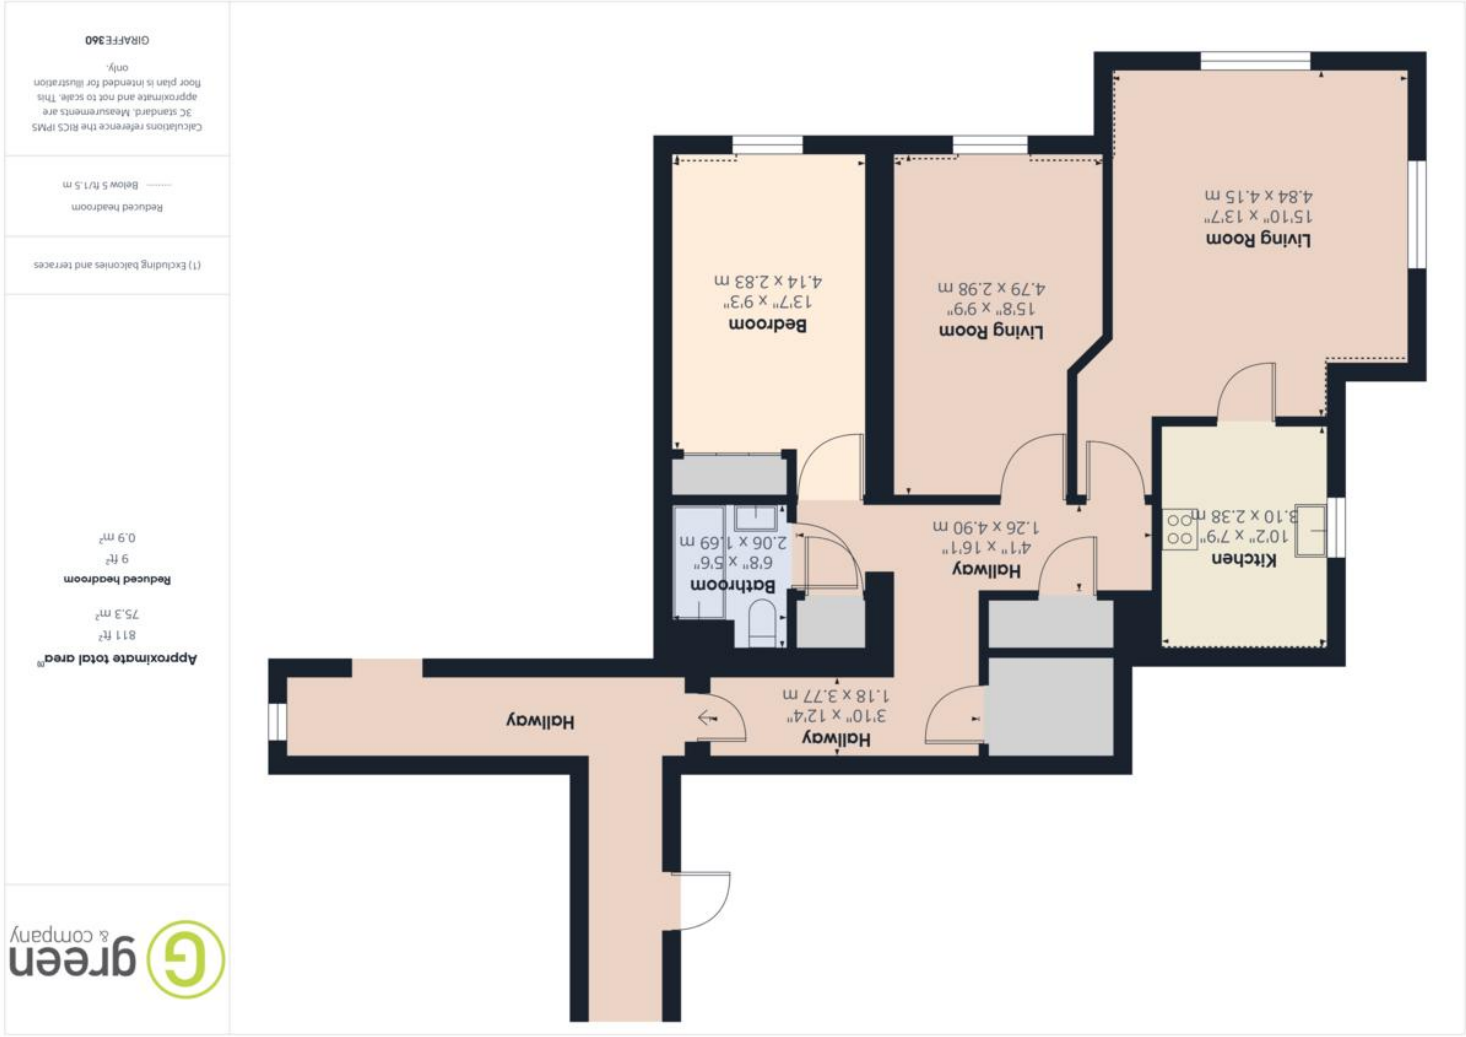 green
& company
Approximate total area⁽¹⁾
811 ft²
75.3 m²
Reduced headroom
9 ft²
0.9 m²
(1) Excluding balconies and terraces
Reduced headroom
Below 5 ft/1.5 m
Calculations reference the RICS IPMS
3C standard. Measurements are
approximate and not to scale. This
floor plan is intended for illustration
only.
GIRAFFE360
Hallway
Hallway
3'10" x 12'4"
1.18 x 3.77 m
Kitchen
10'2" x 7'9"
3.10 x 2.38 m
Hallway
4'1" x 16'1"
1.26 x 4.90 m
Bathroom
6'8" x 5'6"
2.06 x 1.69 m
Living Room
15'8" x 9'9"
4.79 x 2.98 m
Bedroom
13'7" x 9'3"
4.14 x 2.83 m
Living Room
15'10" x 13'7"
4.84 x 4.15 m